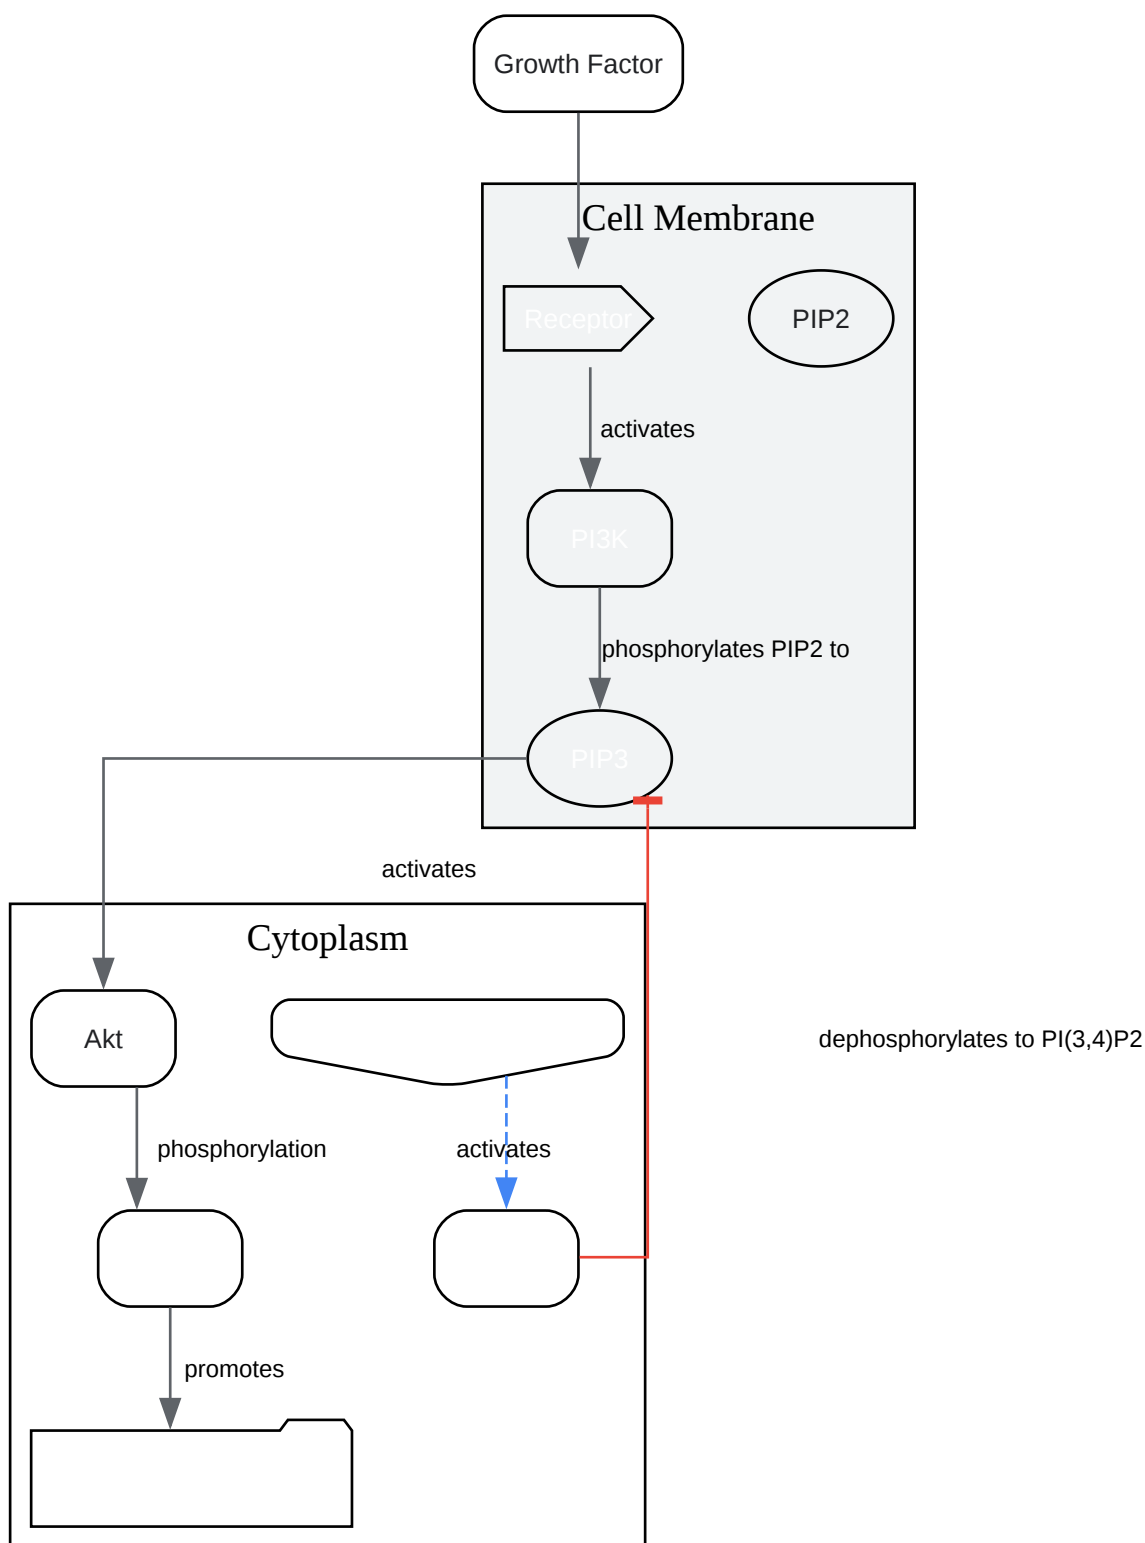 Growth Factor
Cell Membrane
Receptor
PIP2
activates
PI3K
phosphorylates PIP2 to
PIP3
activates
Cytoplasm
Akt
dephosphorylates to PI(3,4)P2
phosphorylation
activates
promotes